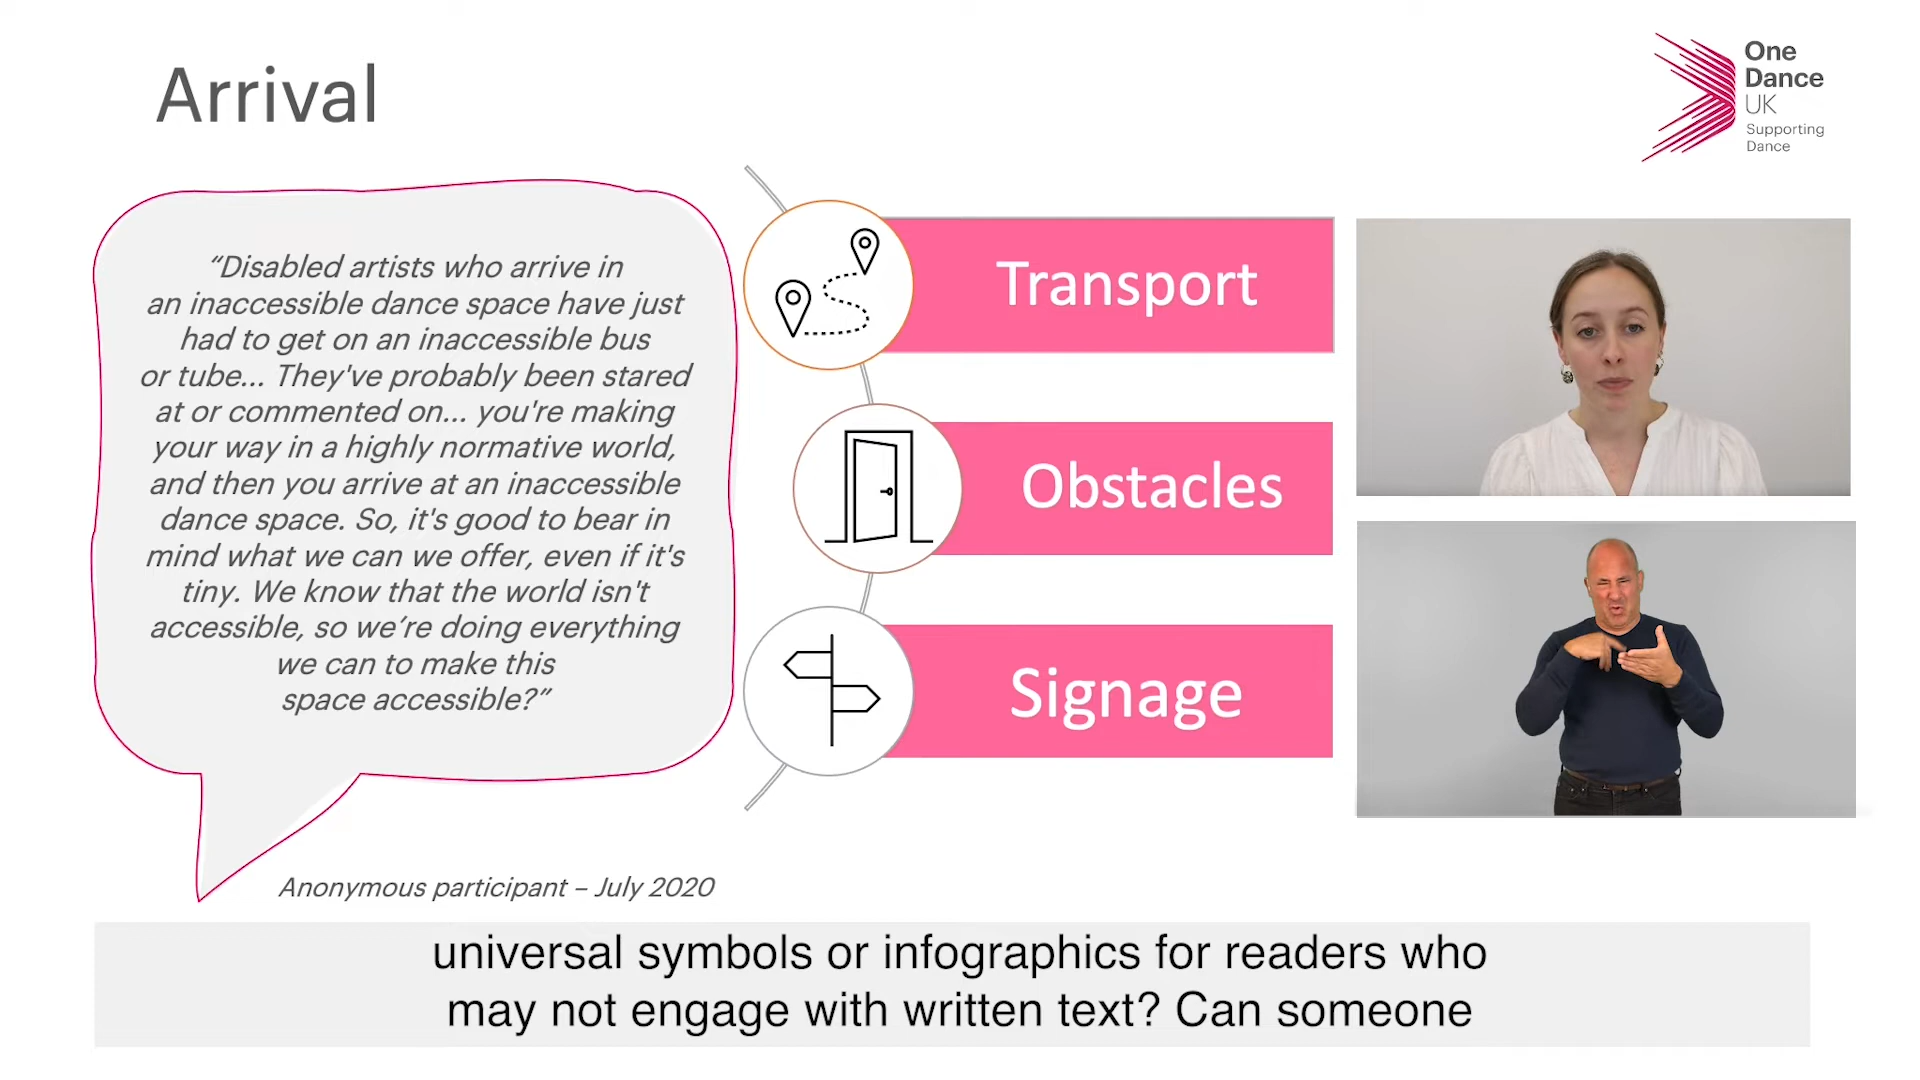 Arrival
One
Dance
UK
Supporting
Dance
“Disabled artists who arrive in
an inaccessible dance space have just
had to get on an inaccessible bus
or tube... They've probably been stared
at or commented on... you're making
your way in a highly normative world,
and then you arrive at an inaccessible
dance space. So, it's good to bear in
mind what we can we offer, even if it's
tiny. We know that the world isn't
accessible, so we’re doing everything
we can to make this
space accessible?”
Anonymous participant – July 2020
Transport
Obstacles
Signage
universal symbols or infographics for readers who
may not engage with written text? Can someone